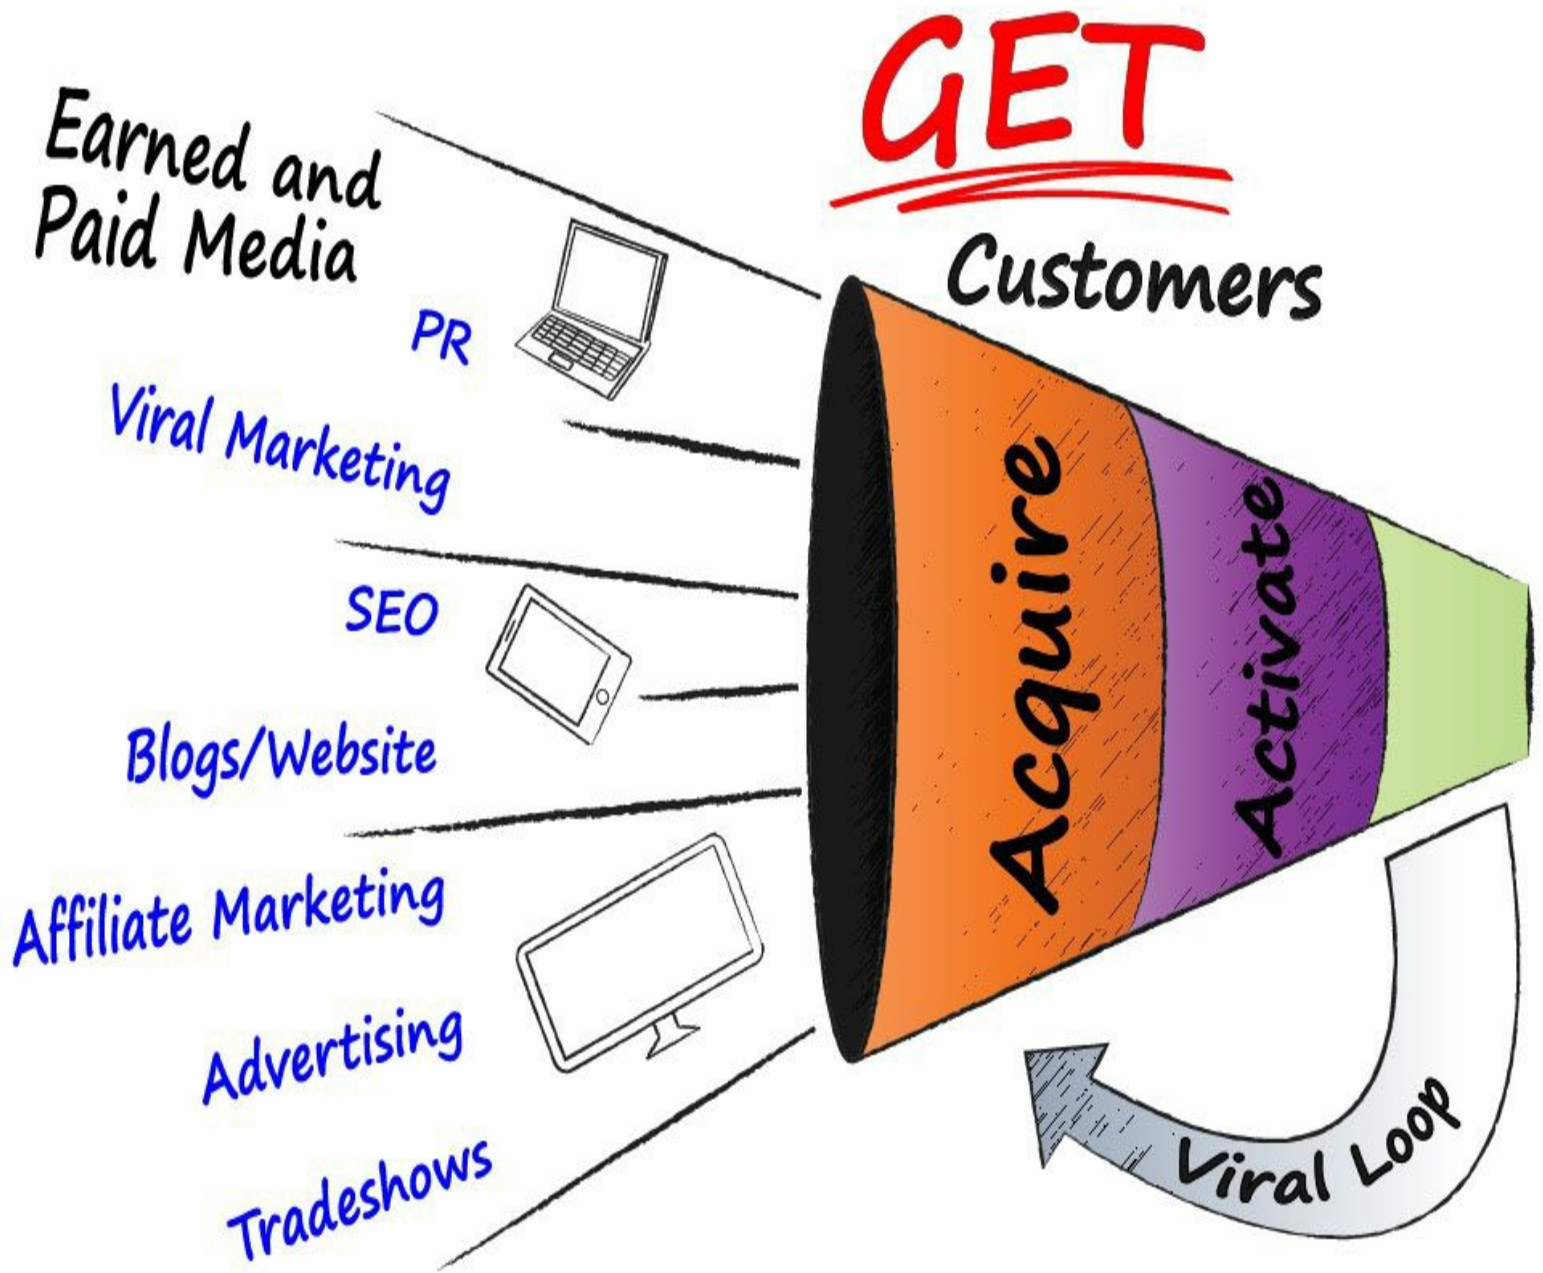 GET
Customers
Earned and
Paid Media
PR
Viral Marketing
SEO
Blogs/Website
Affiliate Marketing
Advertising
Tradeshows
Acquire
Activate
Viral Loop